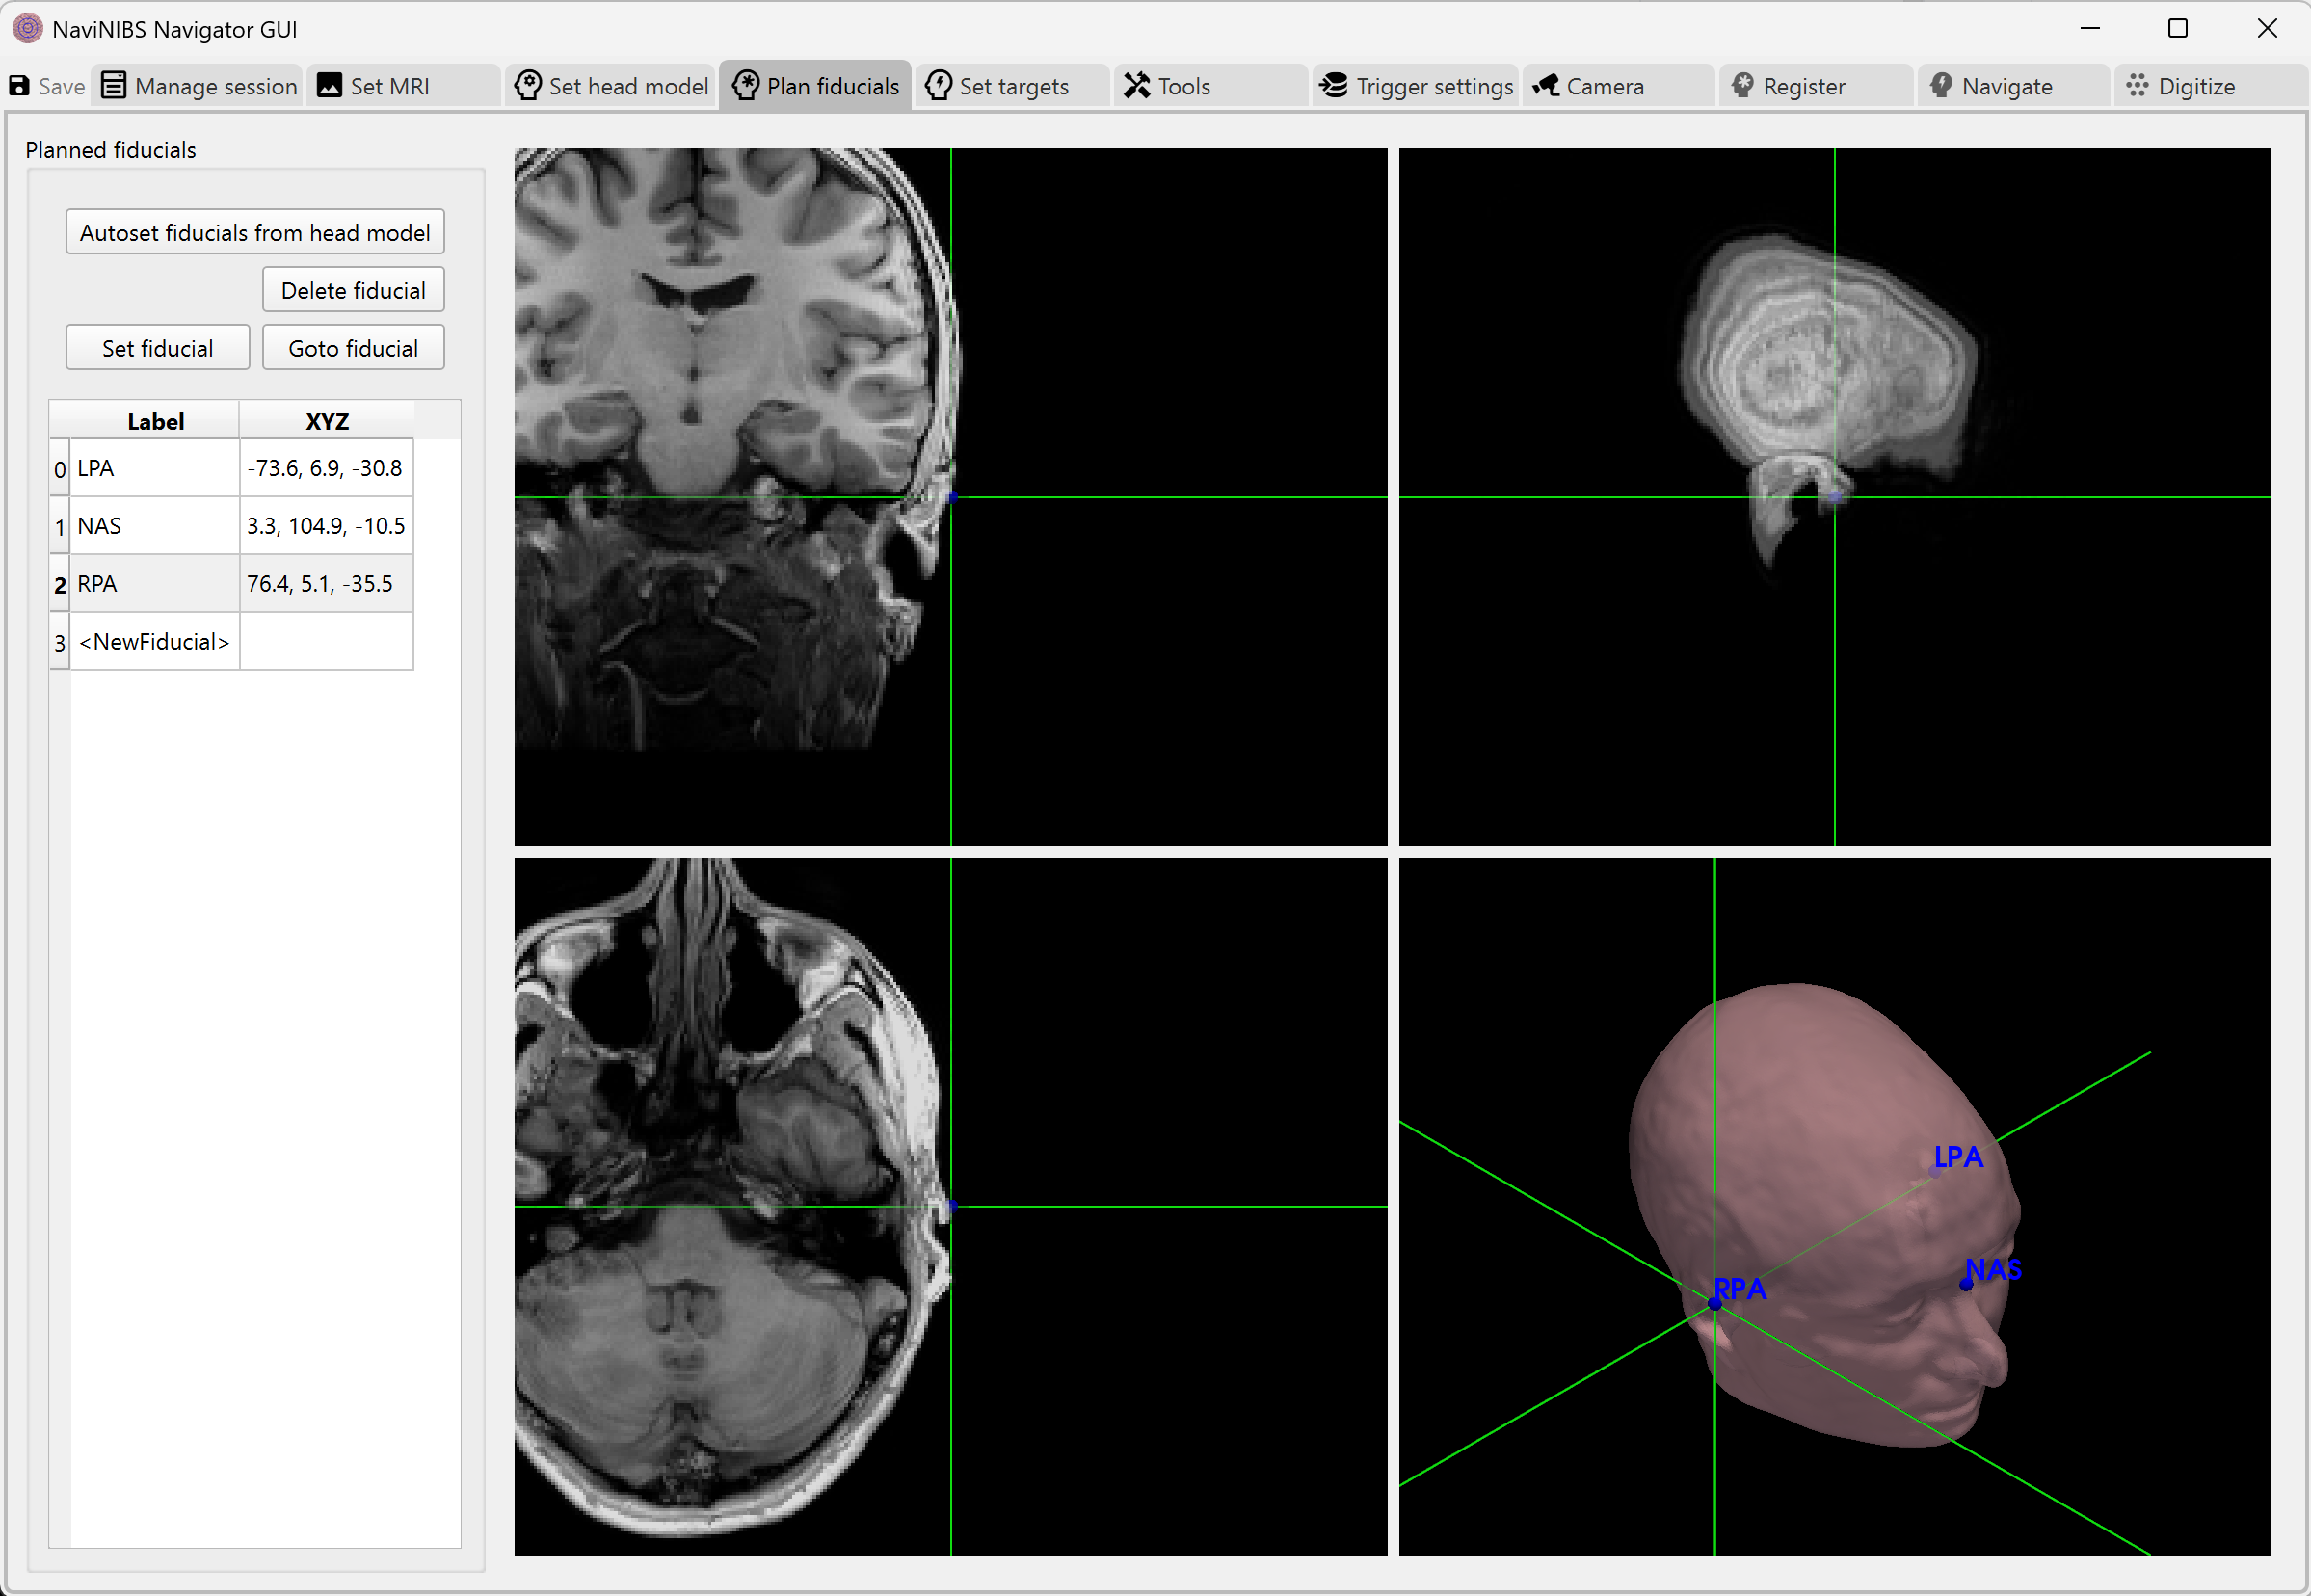 NaviNIBS Navigator GUI
Save Manage session Set MRI Set head model Plan fiducials Set targets Tools Trigger settings Camera Register Navigate Digitize
Planned fiducials
Autoset fiducials from head model
Delete fiducial
Set fiducial Goto fiducial
Label XYZ
0 LPA -73.6, 6.9, -30.8
1 NAS 3.3, 104.9, -10.5
2 RPA 76.4, 5.1, -35.5
3 <NewFiducial>
LPA
NAS
RPA